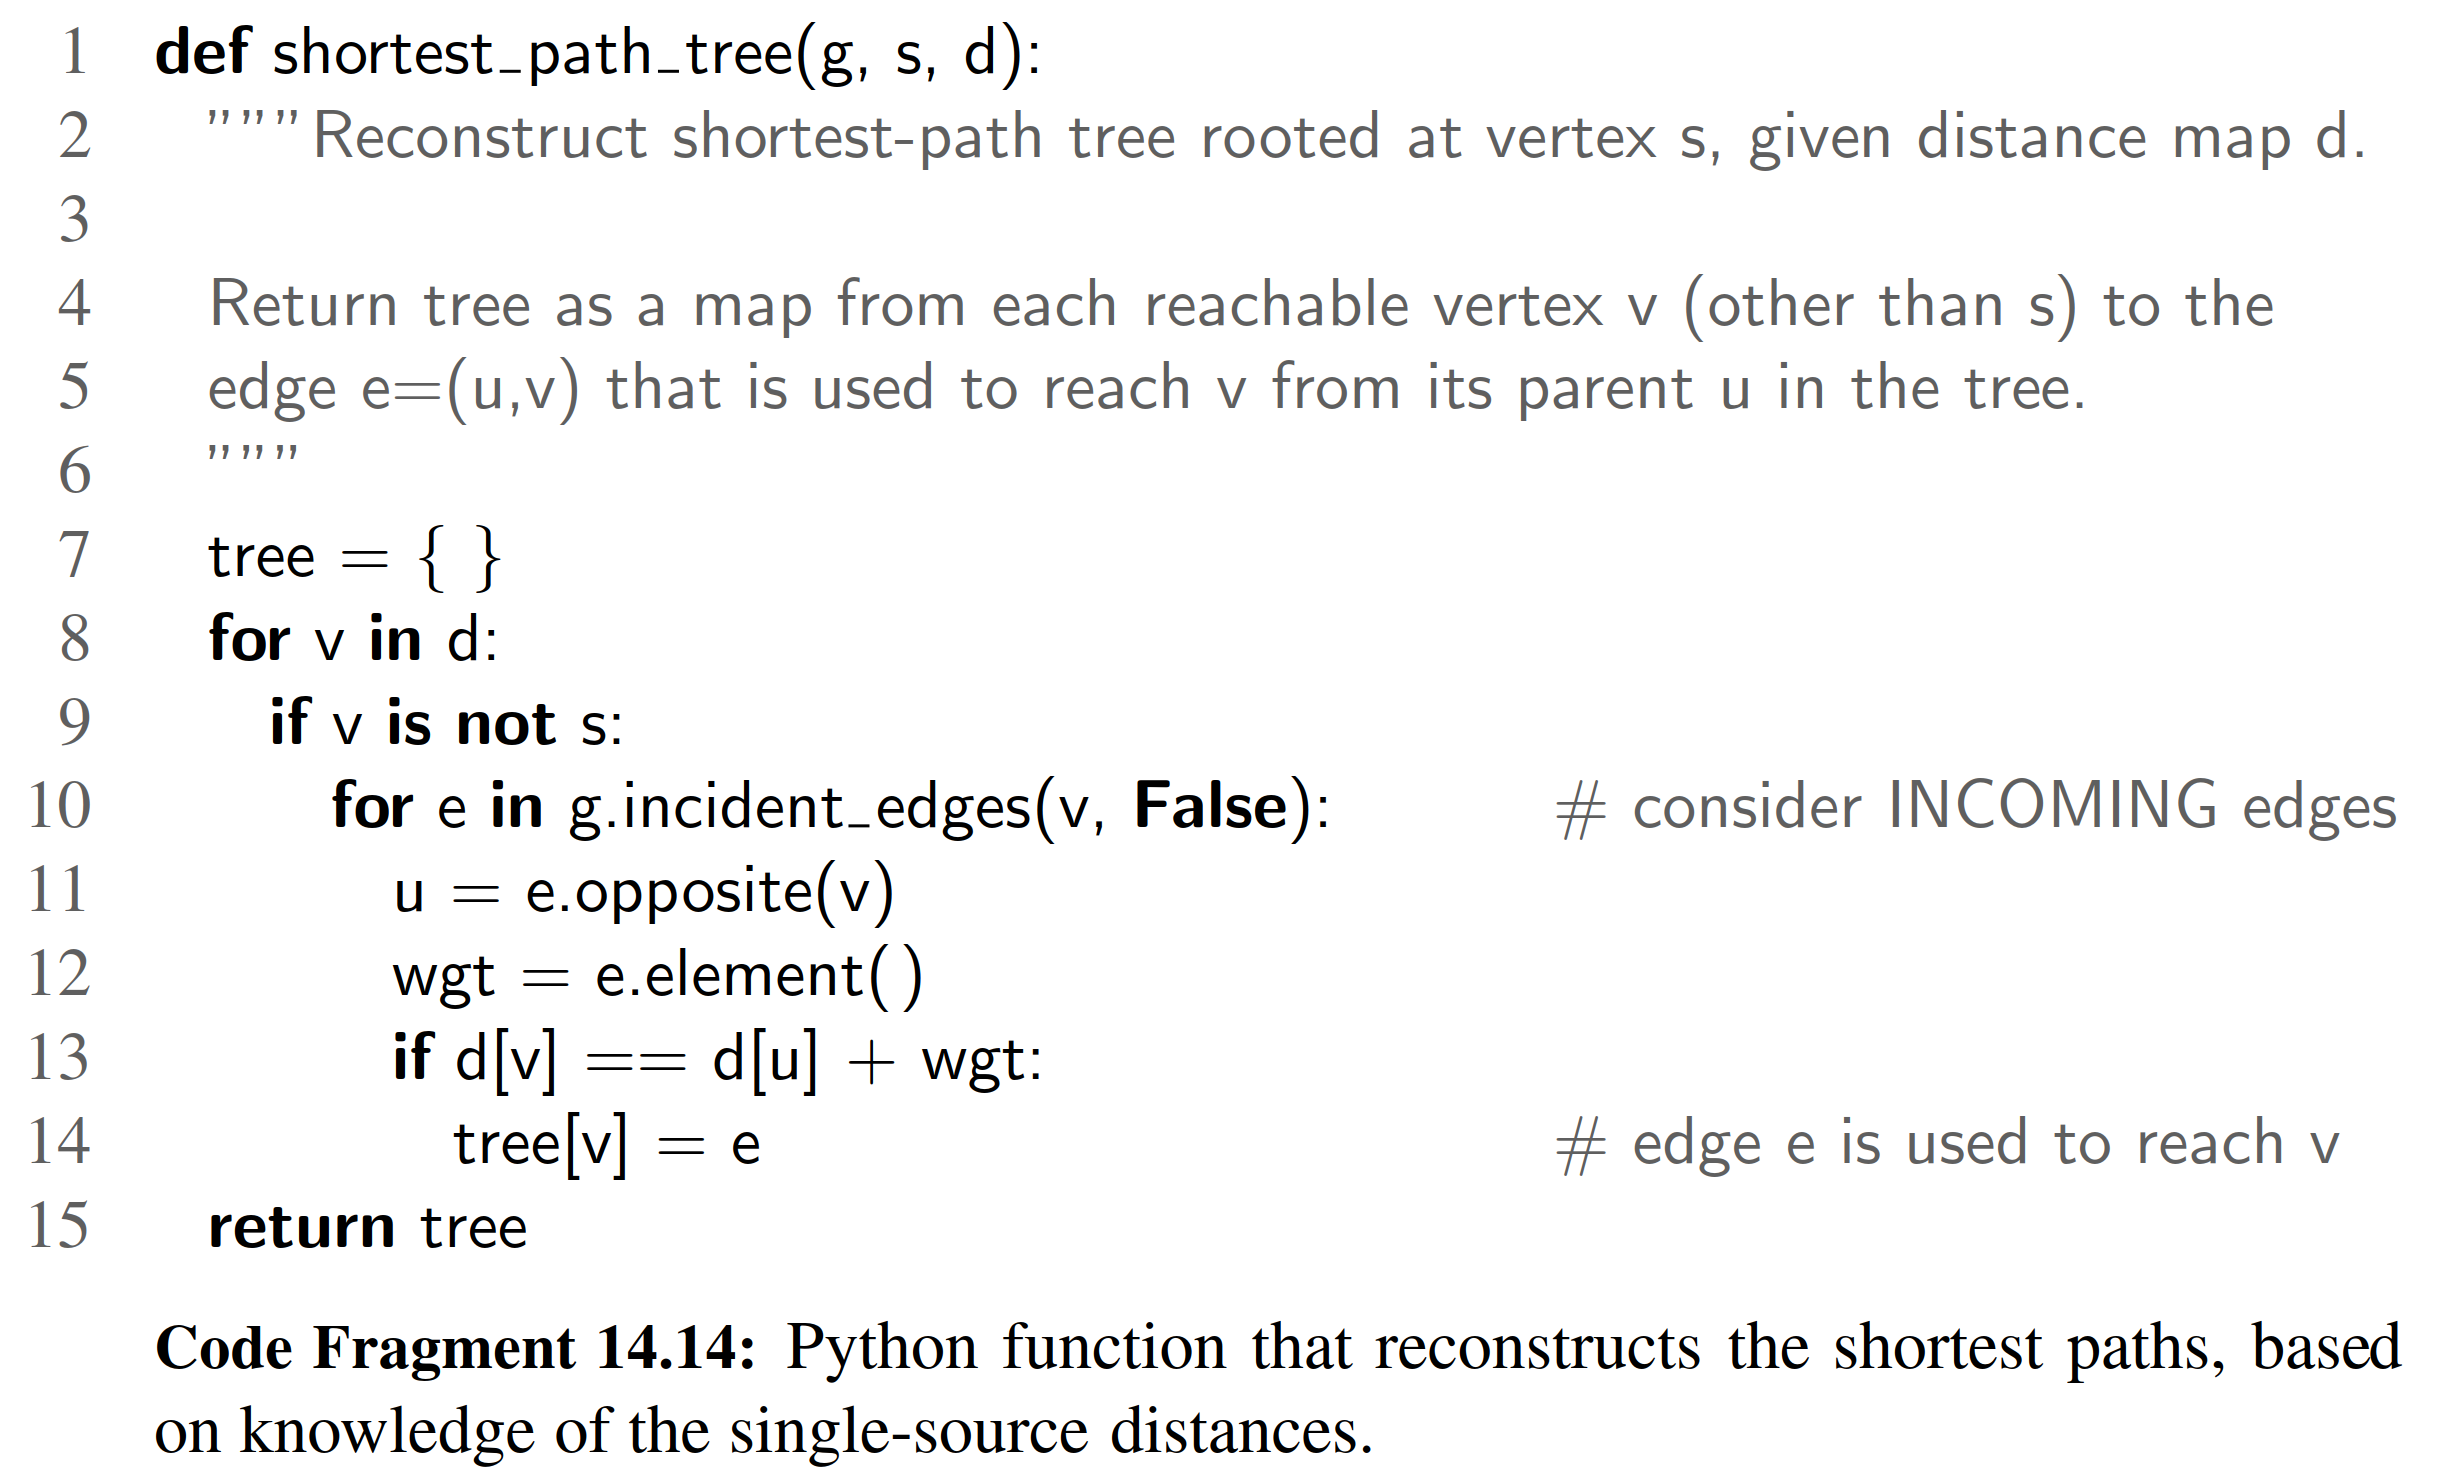 1 def shortest_path_tree(g, s, d):
2 """Reconstruct shortest-path tree rooted at vertex s, given distance map d.
3
4 Return tree as a map from each reachable vertex v (other than s) to the
5 edge e=(u,v) that is used to reach v from its parent u in the tree.
6 """
7 tree = { }
8 for v in d:
9 if v is not s:
10 for e in g.incident_edges(v, False): # consider INCOMING edges
11 u = e.opposite(v)
12 wgt = e.element( )
13 if d[v] == d[u] + wgt:
14 tree[v] = e # edge e is used to reach v
15 return tree
Code Fragment 14.14: Python function that reconstructs the shortest paths, based
on knowledge of the single-source distances.